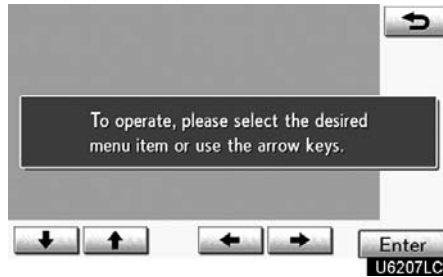 To operate, please select the desired
menu item or use the arrow keys.
Enter
U6207LC